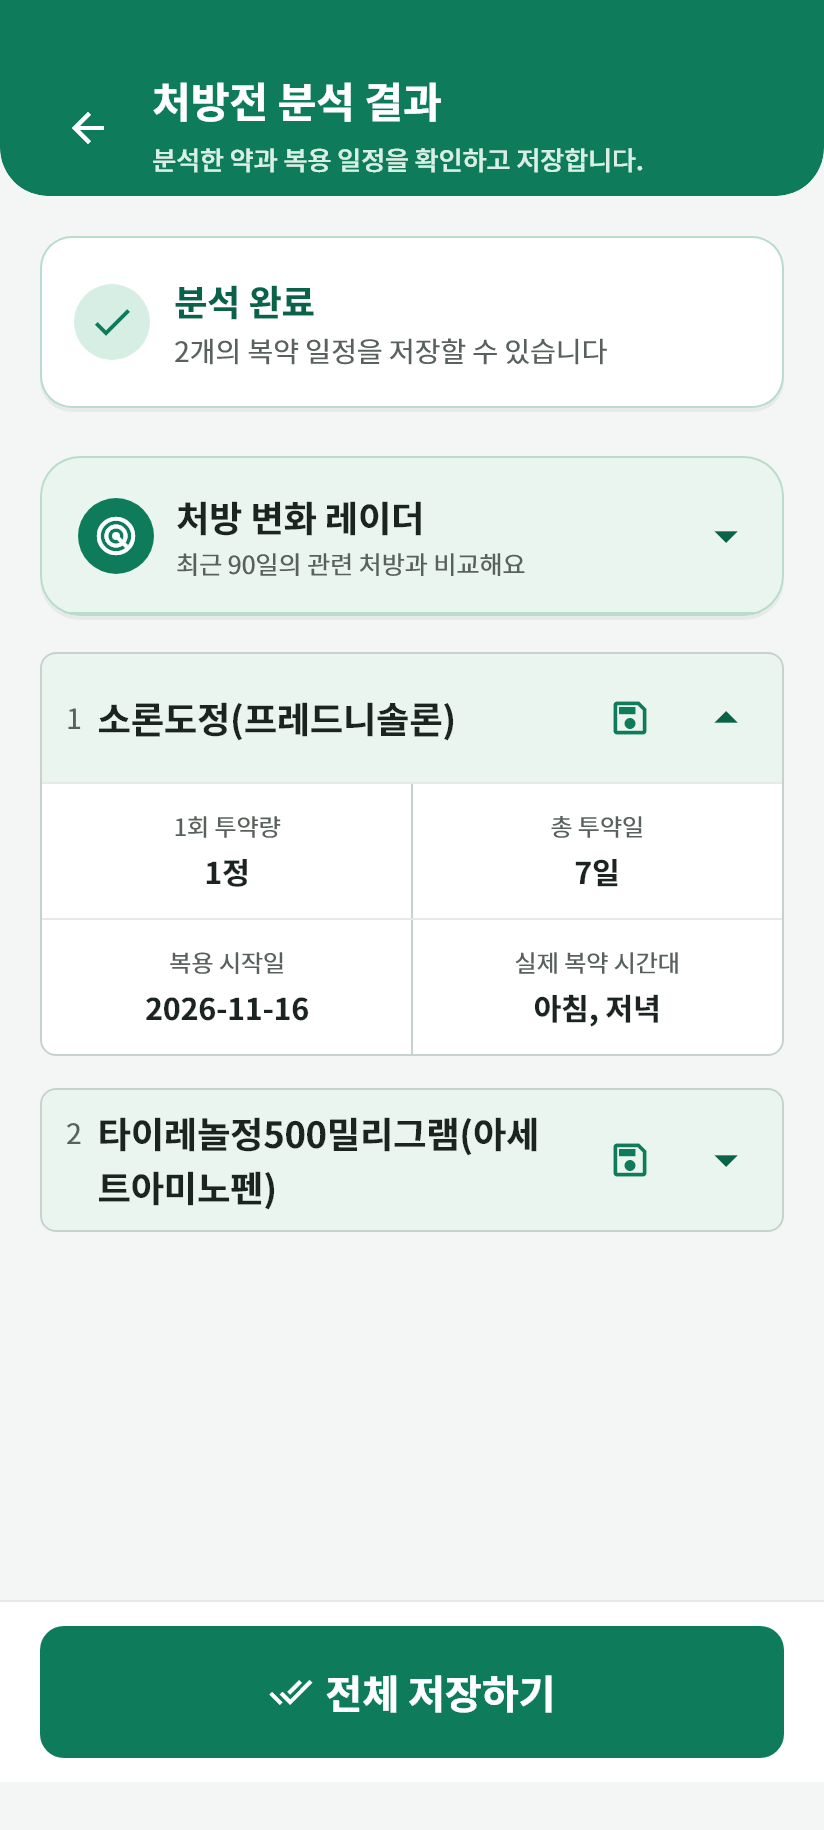 처방전 분석 결과
분석한 약과 복용 일정을 확인하고 저장합니다.
분석 완료
2개의 복약 일정을 저장할 수 있습니다
처방 변화 레이더
최근 90일의 관련 처방과 비교해요
1 소론도정(프레드니솔론)
1회 투약량
1정
총 투약일
7일
복용 시작일
2026-11-16
실제 복약 시간대
아침, 저녁
2 타이레놀정500밀리그램(아세
트아미노펜)
전체 저장하기